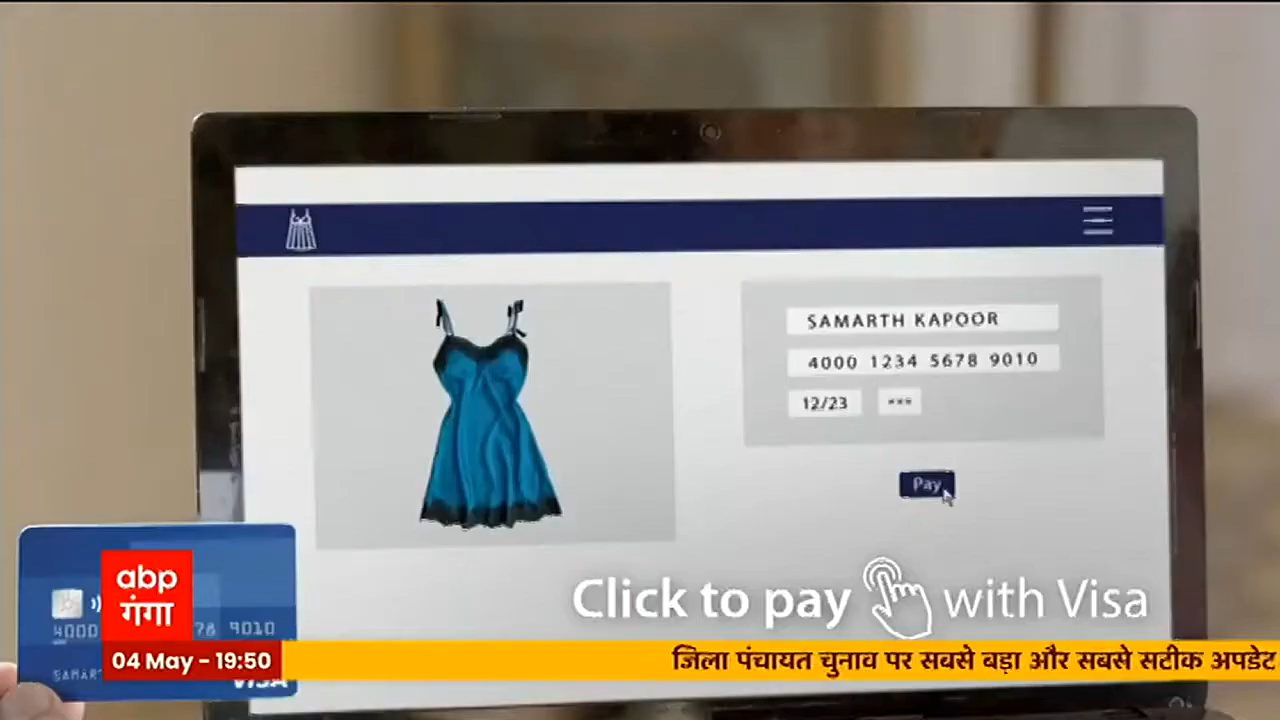 SAMARTH KAPOOR
4000 1234 5678 9010
12/23 ***
Pay
Click to pay with Visa
abp
गंगा
4000 78 9010
SAMAR
VISA
04 May - 19:50
जिला पंचायत चुनाव पर सबसे बड़ा और सबसे सटीक अपडेट